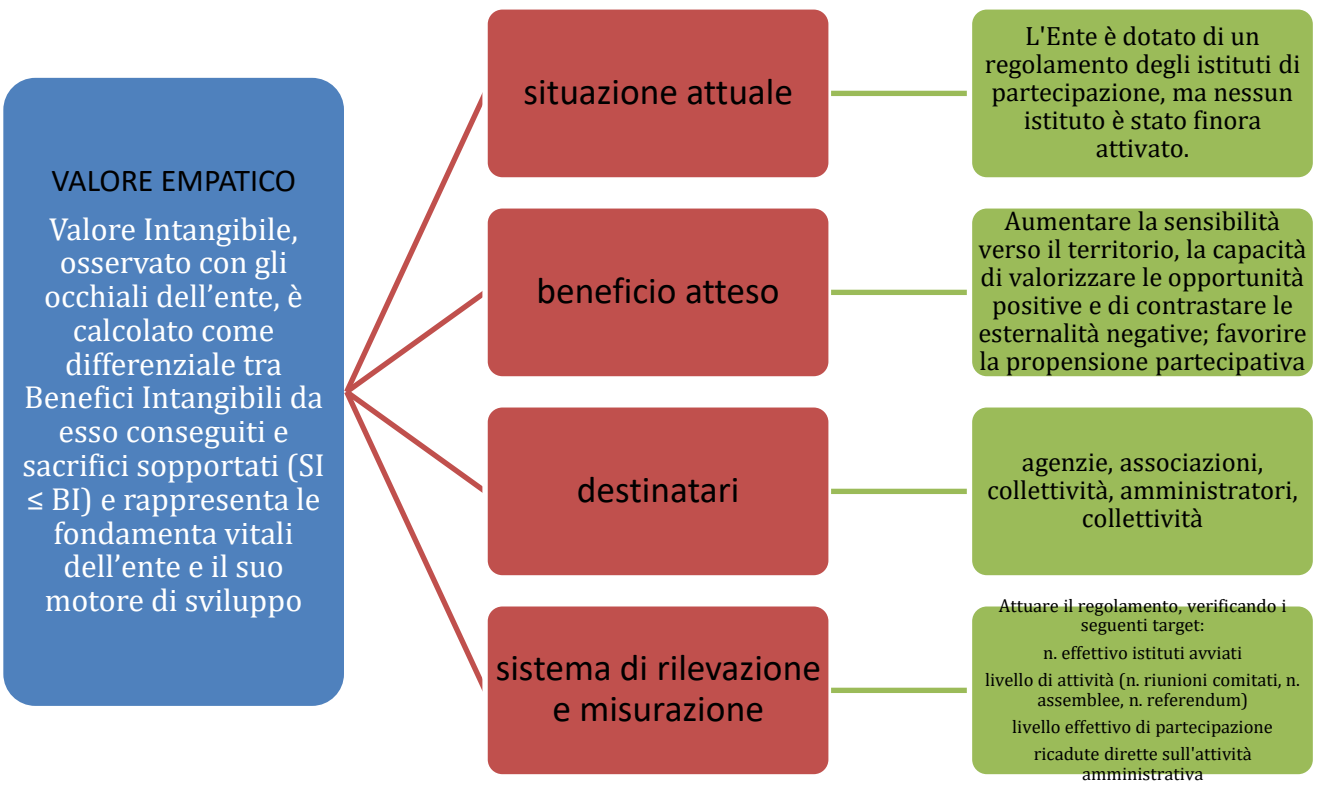 VALORE EMPATICO
Valore Intangibile,
osservato con gli
occhiali dell’ente, è
calcolato come
differenziale tra
Benefici Intangibili da
esso conseguiti e
sacrifici sopportati (SI
≤ BI) e rappresenta le
fondamenta vitali
dell’ente e il suo
motore di sviluppo
situazione attuale
L'Ente è dotato di un
regolamento degli istituti di
partecipazione, ma nessun
istituto è stato finora
attivato.
beneficio atteso
Aumentare la sensibilità
verso il territorio, la capacità
di valorizzare le opportunità
positive e di contrastare le
esternalità negative; favorire
la propensione partecipativa
destinatari
agenzie, associazioni,
collettività, amministratori,
collettività
sistema di rilevazione
e misurazione
Attuare il regolamento, verificando i
seguenti target:
n. effettivo istituti avviati
livello di attività (n. riunioni comitati, n.
assemblee, n. referendum)
livello effettivo di partecipazione
ricadute dirette sull'attività
amministrativa